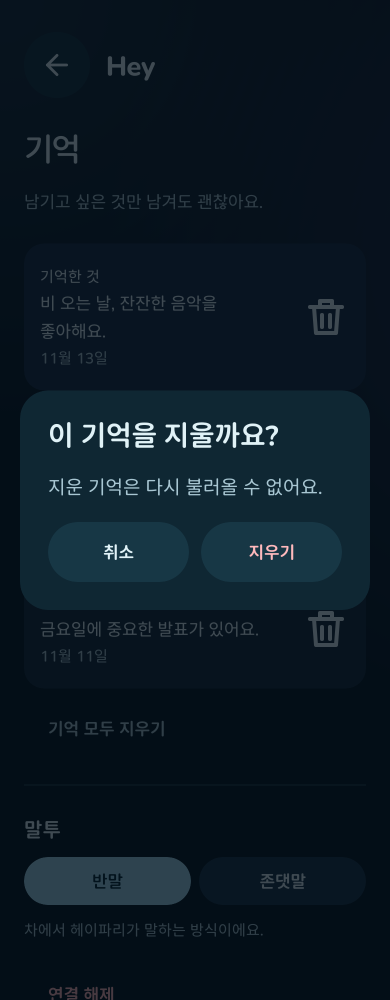 Hey
기억
남기고 싶은 것만 남겨도 괜찮아요.
기억한 것
비 오는 날, 잔잔한 음악을
좋아해요.
11월 13일
이 기억을 지울까요?
지운 기억은 다시 불러올 수 없어요.
취소 지우기
금요일에 중요한 발표가 있어요.
11월 11일
기억 모두 지우기
말투
반말 존댓말
차에서 헤이파리가 말하는 방식이에요.
연결 해제